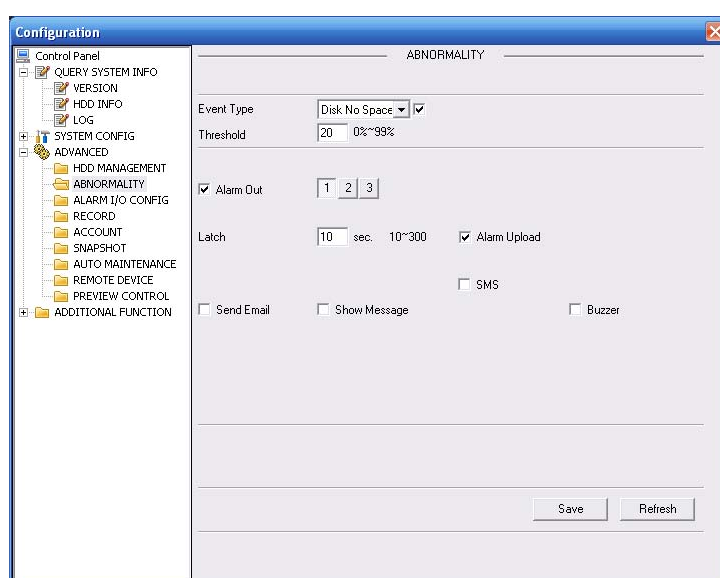 Configuration
Control Panel
QUERY SYSTEM INFO
VERSION
HDD INFO
LOG
SYSTEM CONFIG
ADVANCED
HDD MANAGEMENT
ABNORMALITY
ALARM I/O CONFIG
RECORD
ACCOUNT
SNAPSHOT
AUTO MAINTENANCE
REMOTE DEVICE
PREVIEW CONTROL
ADDITIONAL FUNCTION
ABNORMALITY
Event Type Disk No Space
Threshold 20 0%~99%
Alarm Out 1 2 3
Latch 10 sec. 10~300 Alarm Upload
SMS
Send Email Show Message Buzzer
Save Refresh